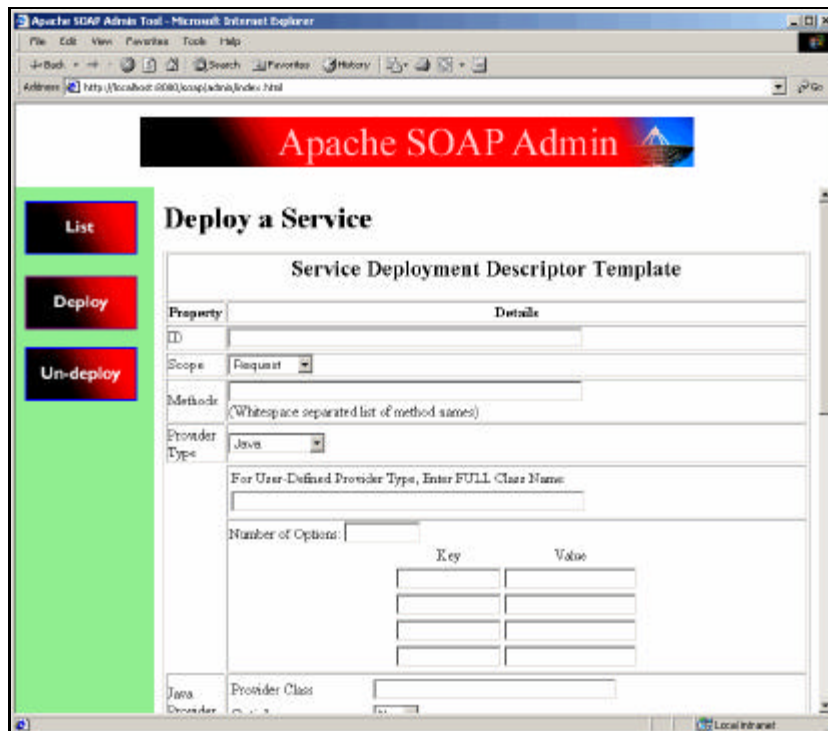 Apache SOAP Admin Tool - Microsoft Internet Explorer
File Edit View Favorites Tools Help
Back Search Favorites History
Address http://localhost:8080/soap/admin/index.html Go
Apache SOAP Admin
List
Deploy
Un-deploy
Deploy a Service
Service Deployment Descriptor Template
Property Details
ID
Scope Request
Methods
(Whitespace separated list of method names)
Provider Type Java
For User-Defined Provider Type, Enter FULL Class Name:
Number of Options:
Key Value
Java Provider
Provider Class
Local intranet